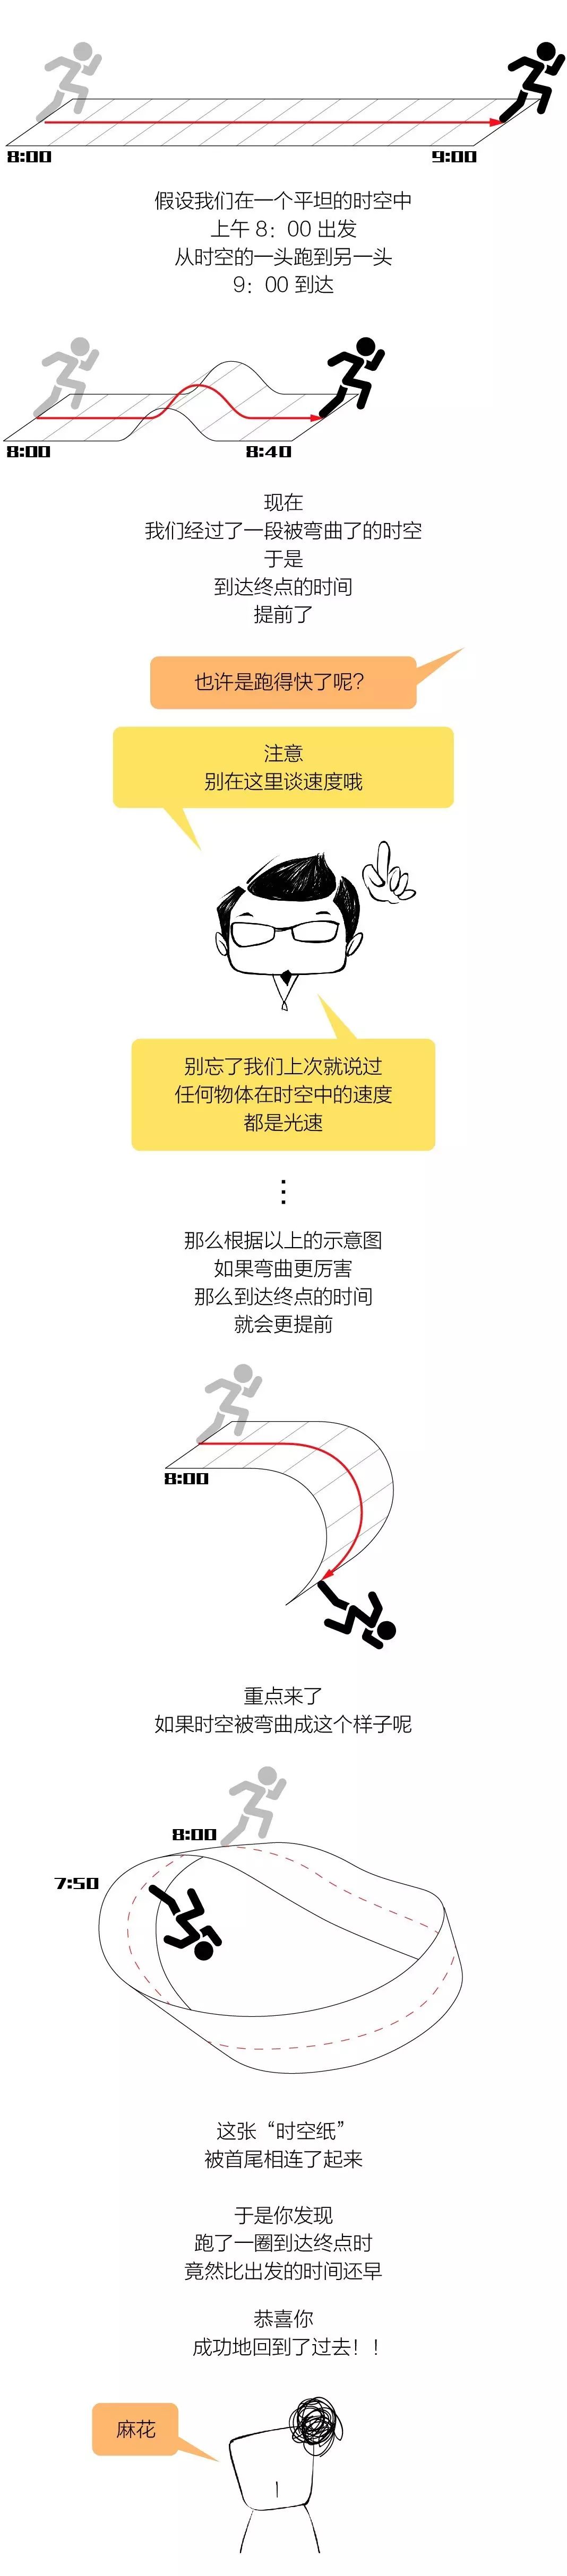 8:00
9:00
假设我们在一个平坦的时空中
上午 8：00 出发
从时空的一头跑到另一头
9：00 到达
8:00
8:40
现在
我们经过了一段被弯曲了的时空
于是
到达终点的时间
提前了
也许是跑得快了呢？
注意
别在这里谈速度哦
别忘了我们上次就说过
任何物体在时空中的速度
都是光速
那么根据以上的示意图
如果弯曲更厉害
那么到达终点的时间
就会更提前
8:00
重点来了
如果时空被弯曲成这个样子呢
8:00
7:50
这张“时空纸”
被首尾相连了起来
于是你发现
跑了一圈到达终点时
竟然比出发的时间还早
恭喜你
成功地回到了过去！！
麻花